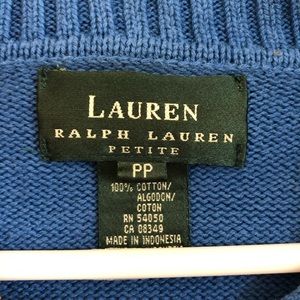 LAUREN
RALPH LAUREN
PETITE
PP
100% COTTON/
ALGODON/
COTON
RN 54050
CA 08349
MADE IN INDONESIA